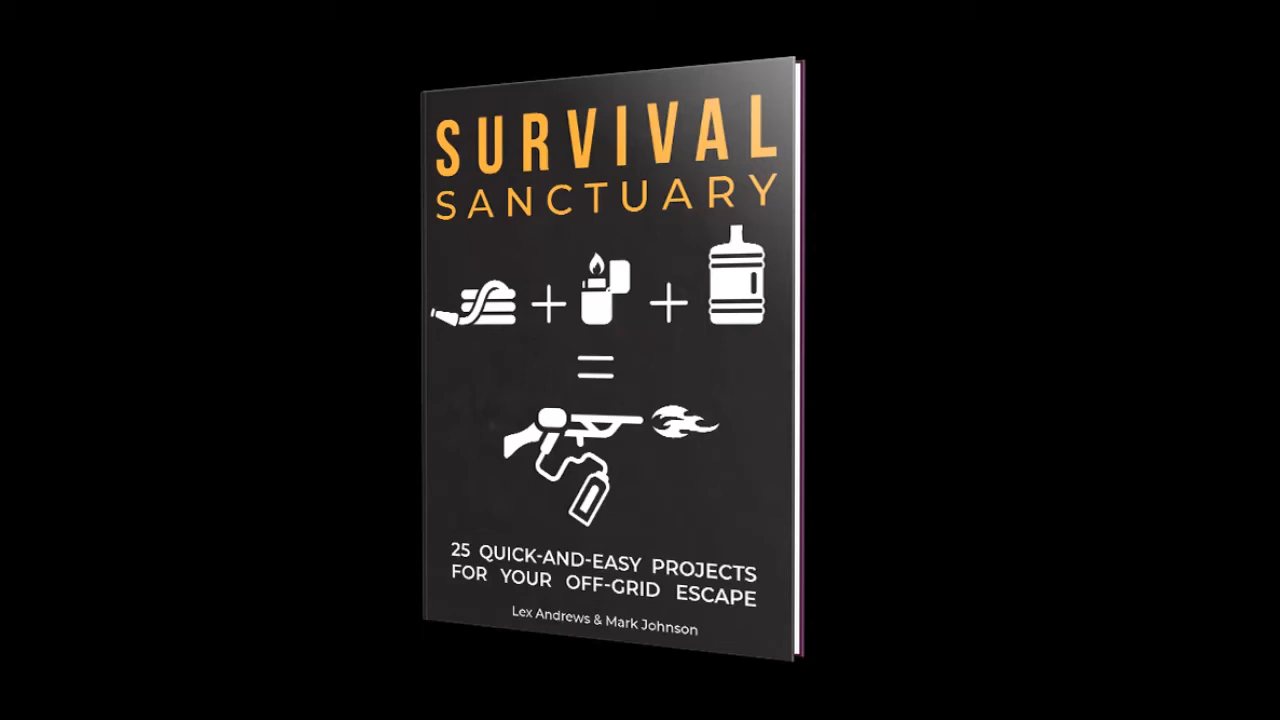 SURVIVAL
SANCTUARY
25 QUICK-AND-EASY PROJECTS
FOR YOUR OFF-GRID ESCAPE
Lex Andrews & Mark Johnson